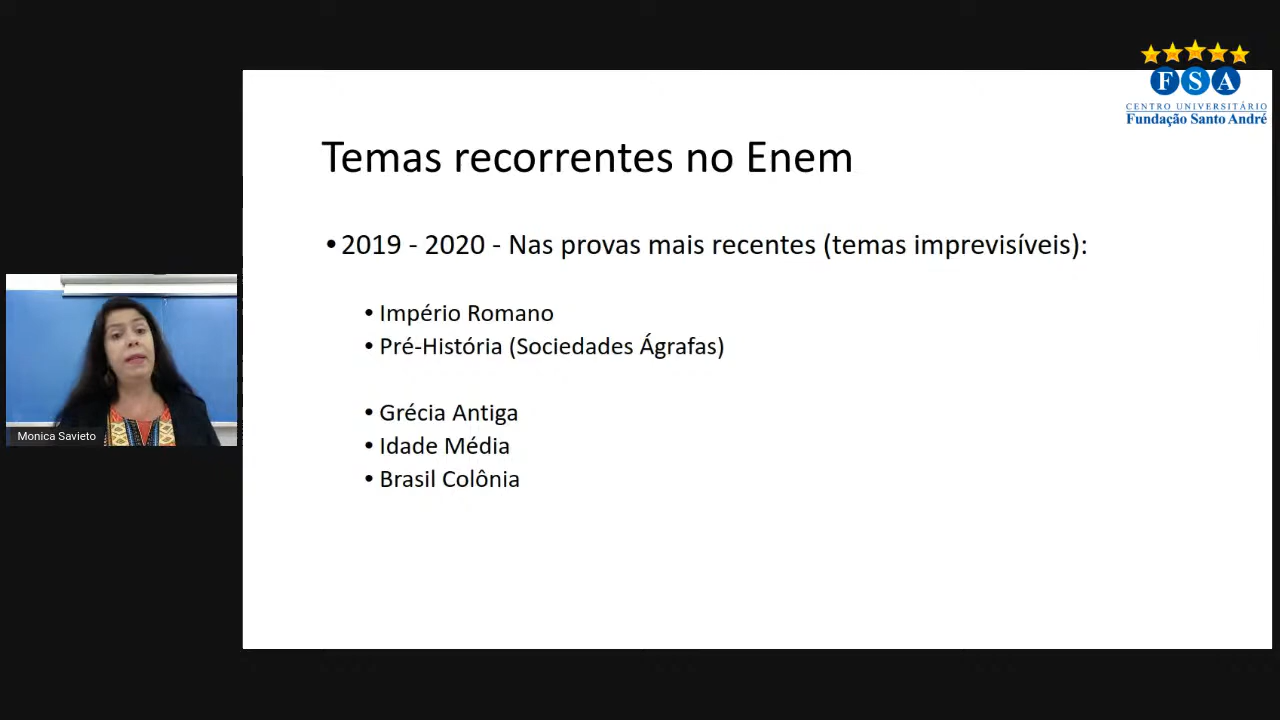 FSA
CENTRO UNIVERSITÁRIO
Fundação Santo André
Temas recorrentes no Enem
• 2019 - 2020 - Nas provas mais recentes (temas imprevisíveis):
• Império Romano
• Pré-História (Sociedades Ágrafas)
• Grécia Antiga
• Idade Média
• Brasil Colônia
Monica Savieto